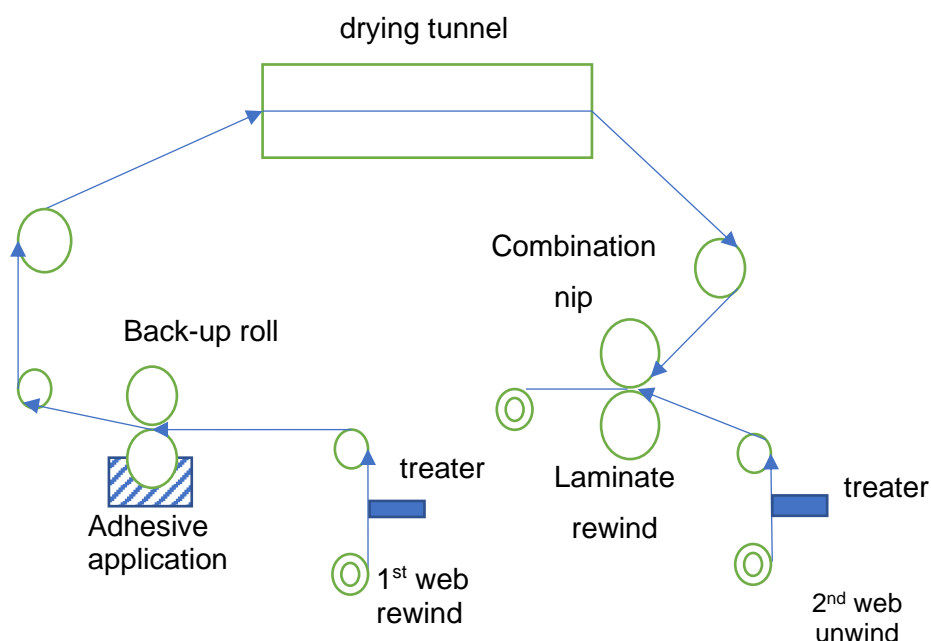 drying tunnel
Combination
nip
Back-up roll
treater
Laminate
rewind
treater
Adhesive
application
1st web
rewind
2nd web
unwind